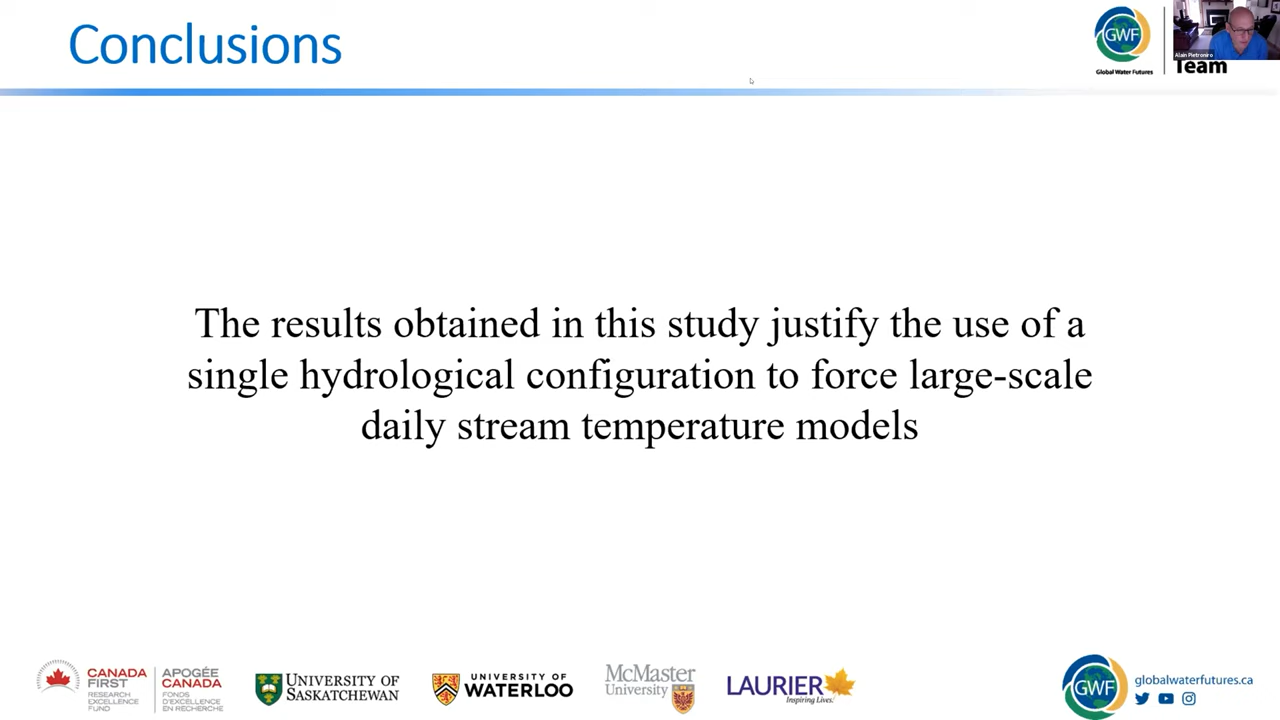 Conclusions
GWF
Global Water Futures
Alain Pietroniro
Team
The results obtained in this study justify the use of a
single hydrological configuration to force large-scale
daily stream temperature models
CANADA
FIRST
RESEARCH
EXCELLENCE
FUND
APOGÉE
CANADA
FONDS
D'EXCELLENCE
EN RECHERCHE
UNIVERSITY OF
SASKATCHEWAN
UNIVERSITY OF
WATERLOO
McMaster
University
LAURIER
Inspiring Lives.
GWF
globalwaterfutures.ca